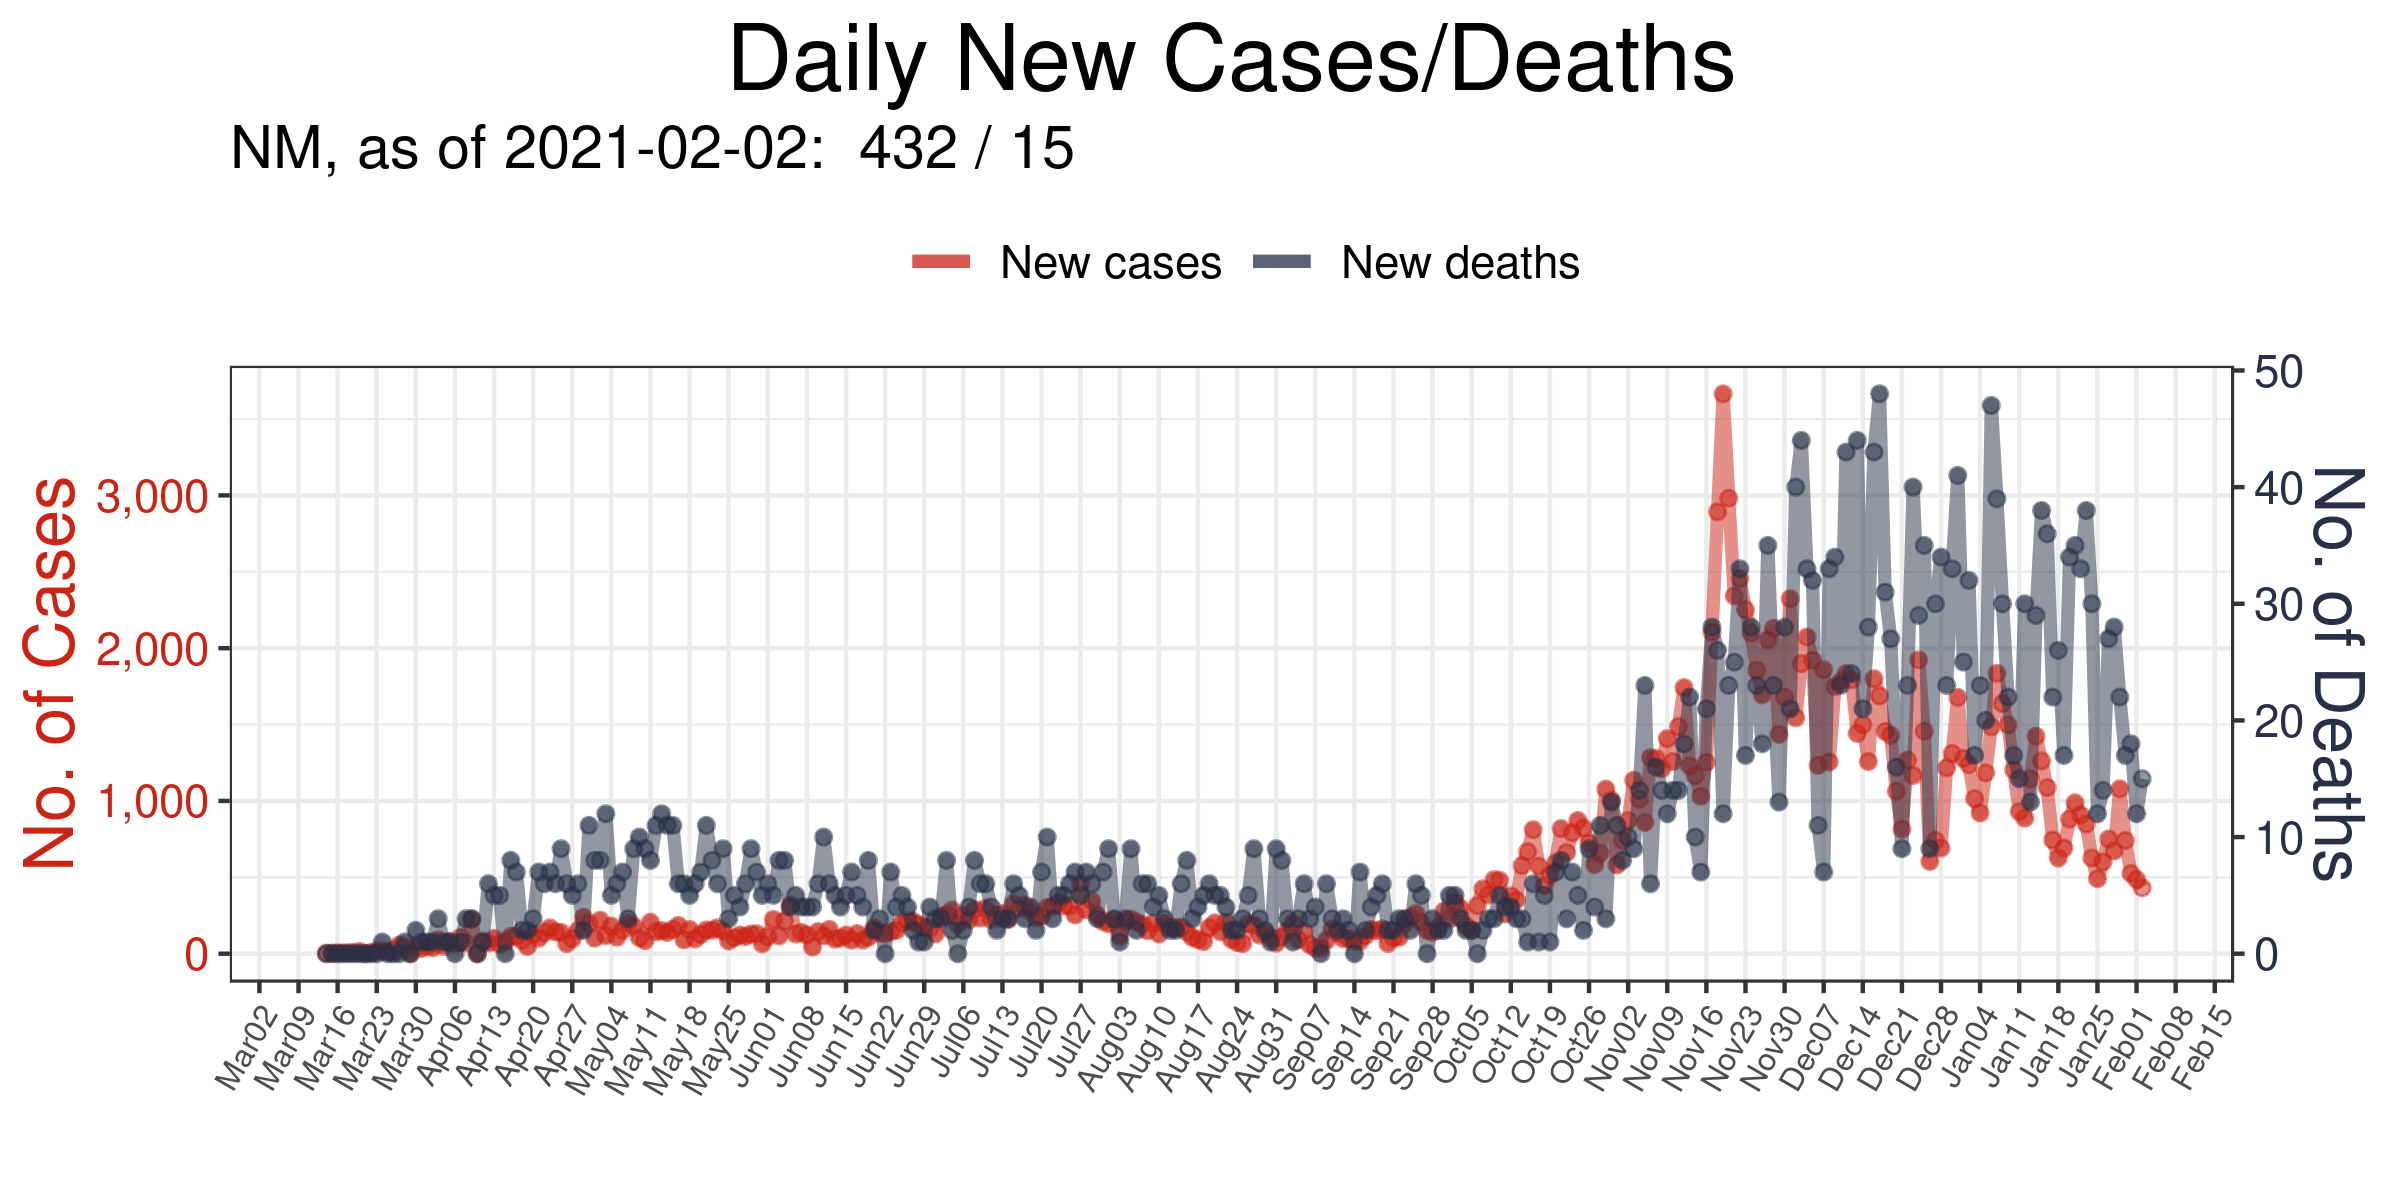 Daily New Cases/Deaths
NM, as of 2021-02-02:  432 / 15
New cases
New deaths
No. of Cases
3,000
2,000
1,000
0
50
40
30
20
10
0
No. of Deaths
Mar02
Mar09
Mar16
Mar23
Mar30
Apr06
Apr13
Apr20
Apr27
May04
May11
May18
May25
Jun01
Jun08
Jun15
Jun22
Jun29
Jul06
Jul13
Jul20
Jul27
Aug03
Aug10
Aug17
Aug24
Aug31
Sep07
Sep14
Sep21
Sep28
Oct05
Oct12
Oct19
Oct26
Nov02
Nov09
Nov16
Nov23
Nov30
Dec07
Dec14
Dec21
Dec28
Jan04
Jan11
Jan18
Jan25
Feb01
Feb08
Feb15